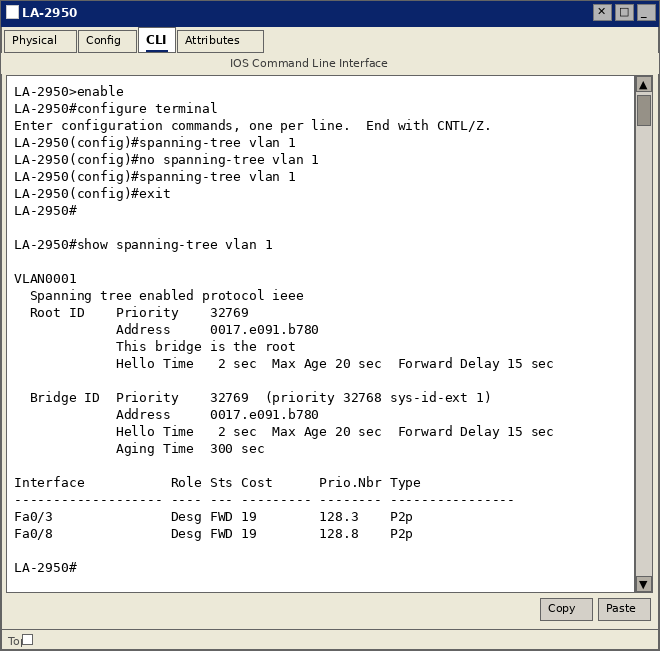 LA-2950
Physical Config CLI Attributes
IOS Command Line Interface
LA-2950>enable
LA-2950#configure terminal
Enter configuration commands, one per line.  End with CNTL/Z.
LA-2950(config)#spanning-tree vlan 1
LA-2950(config)#no spanning-tree vlan 1
LA-2950(config)#spanning-tree vlan 1
LA-2950(config)#exit
LA-2950#
LA-2950#show spanning-tree vlan 1
VLAN0001
  Spanning tree enabled protocol ieee
  Root ID    Priority    32769
             Address     0017.e091.b780
             This bridge is the root
             Hello Time   2 sec  Max Age 20 sec  Forward Delay 15 sec
  Bridge ID  Priority    32769  (priority 32768 sys-id-ext 1)
             Address     0017.e091.b780
             Hello Time   2 sec  Max Age 20 sec  Forward Delay 15 sec
             Aging Time  300 sec
Interface           Role Sts Cost      Prio.Nbr Type
------------------- ---- --- --------- -------- ----------------
Fa0/3               Desg FWD 19        128.3    P2p
Fa0/8               Desg FWD 19        128.8    P2p
LA-2950#
Copy Paste